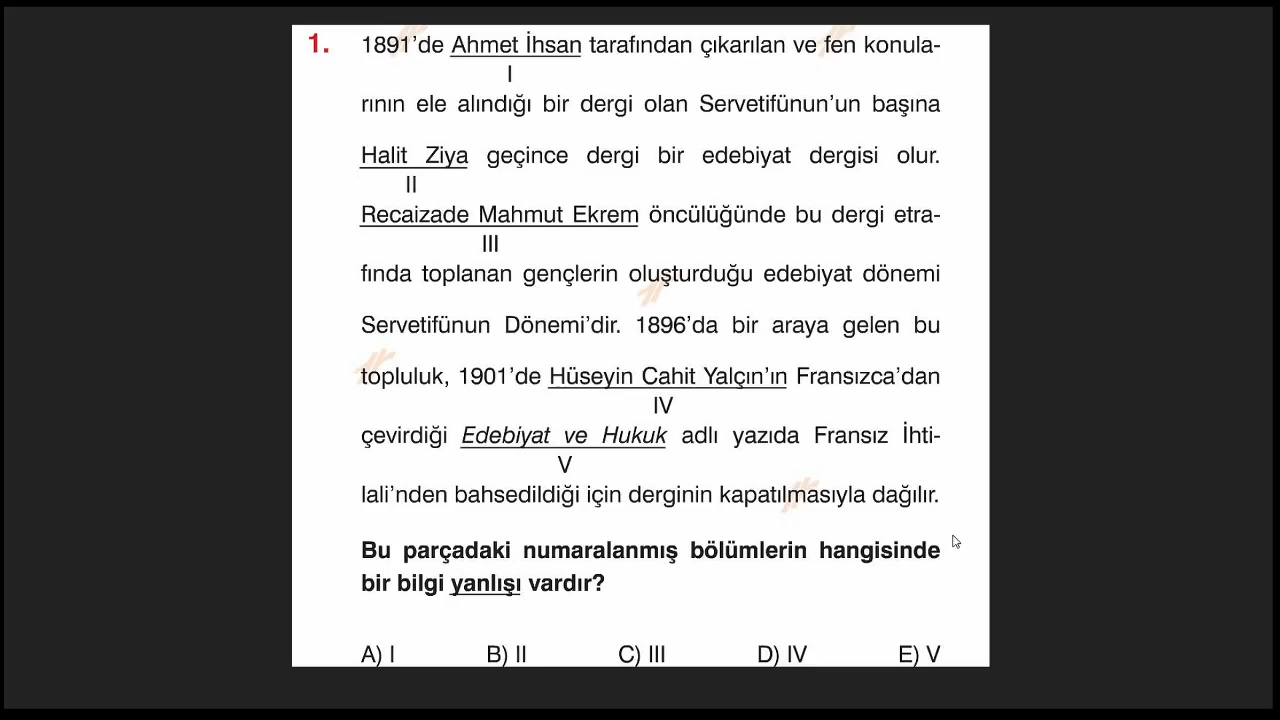 1. 1891’de Ahmet İhsan tarafından çıkarılan ve fen konula-
I
rının ele alındığı bir dergi olan Servetifünun’un başına
Halit Ziya geçince dergi bir edebiyat dergisi olur.
II
Recaizade Mahmut Ekrem öncülüğünde bu dergi etra-
III
fında toplanan gençlerin oluşturduğu edebiyat dönemi
Servetifünun Dönemi’dir. 1896’da bir araya gelen bu
topluluk, 1901’de Hüseyin Cahit Yalçın’ın Fransızca’dan
IV
çevirdiği Edebiyat ve Hukuk adlı yazıda Fransız İhti-
V
lali’nden bahsedildiği için derginin kapatılmasıyla dağılır.
Bu parçadaki numaralanmış bölümlerin hangisinde
bir bilgi yanlışı vardır?
A) I B) II C) III D) IV E) V